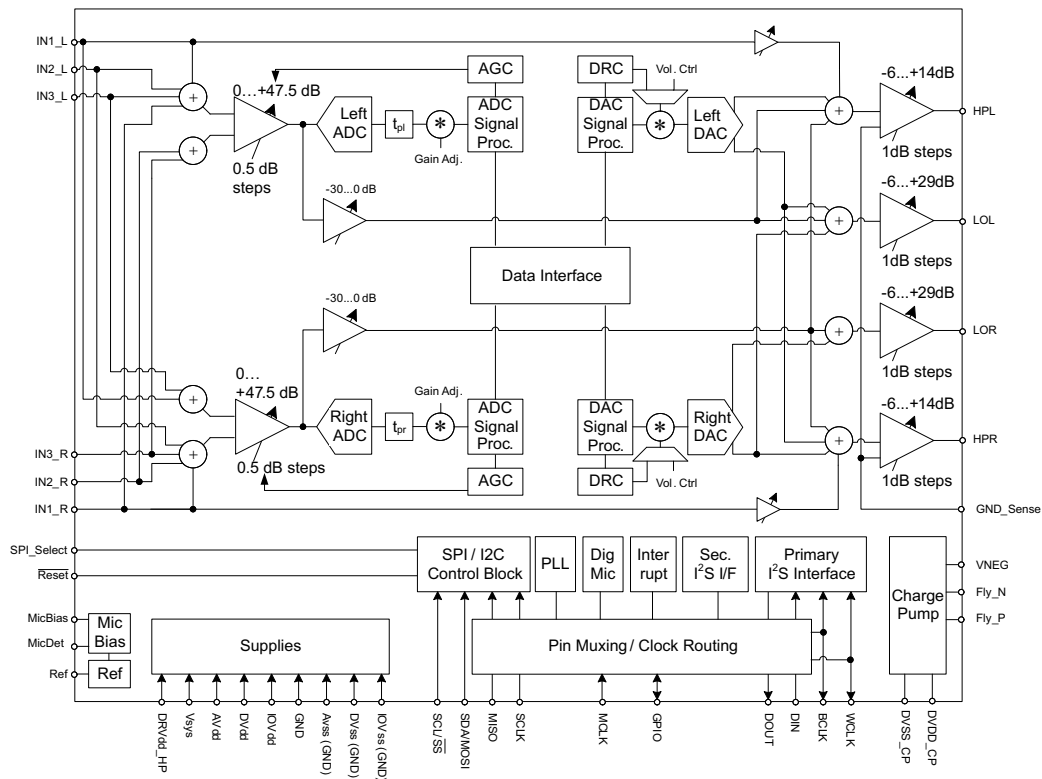 IN1_L
IN2_L
IN3_L
0…+47.5 dB
0.5 dB
steps
+
+
Left
ADC
tpl
*
Gain Adj.
AGC
ADC
Signal
Proc.
DRC
DAC
Signal
Proc.
Vol. Ctrl
*
Left
DAC
+
-6...+14dB
1dB steps
HPL
-30...0 dB
+
-6...+29dB
1dB steps
LOL
Data Interface
-30...0 dB
+
-6...+29dB
1dB steps
LOR
0…
+47.5 dB
0.5 dB steps
+
+
Right
ADC
tpr
*
Gain Adj.
ADC
Signal
Proc.
AGC
DAC
Signal
Proc.
DRC
*
Vol. Ctrl
Right
DAC
+
-6...+14dB
1dB steps
HPR
IN3_R
IN2_R
IN1_R
GND_Sense
SPI_Select
Reset
SPI / I2C
Control Block
PLL
Dig
Mic
Inter
rupt
Sec.
I2S I/F
Primary
I2S Interface
Charge
Pump
VNEG
Fly_N
Fly_P
MicBias
MicDet
Ref
Mic
Bias
Ref
Supplies
Pin Muxing / Clock Routing
DRVdd_HP
Vsys
AVdd
DVdd
IOVdd
GND
Avss (GND)
DVss (GND)
IOVss (GND)
SCL/SS
SDA/MOSI
MISO
SCLK
MCLK
GPIO
DOUT
DIN
BCLK
WCLK
DVSS_CP
DVDD_CP